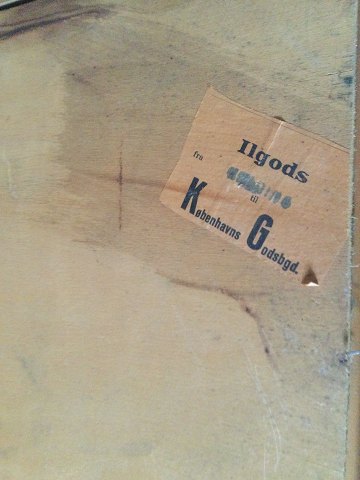 Ilgods
fra
til
Københavns Godsbgd.